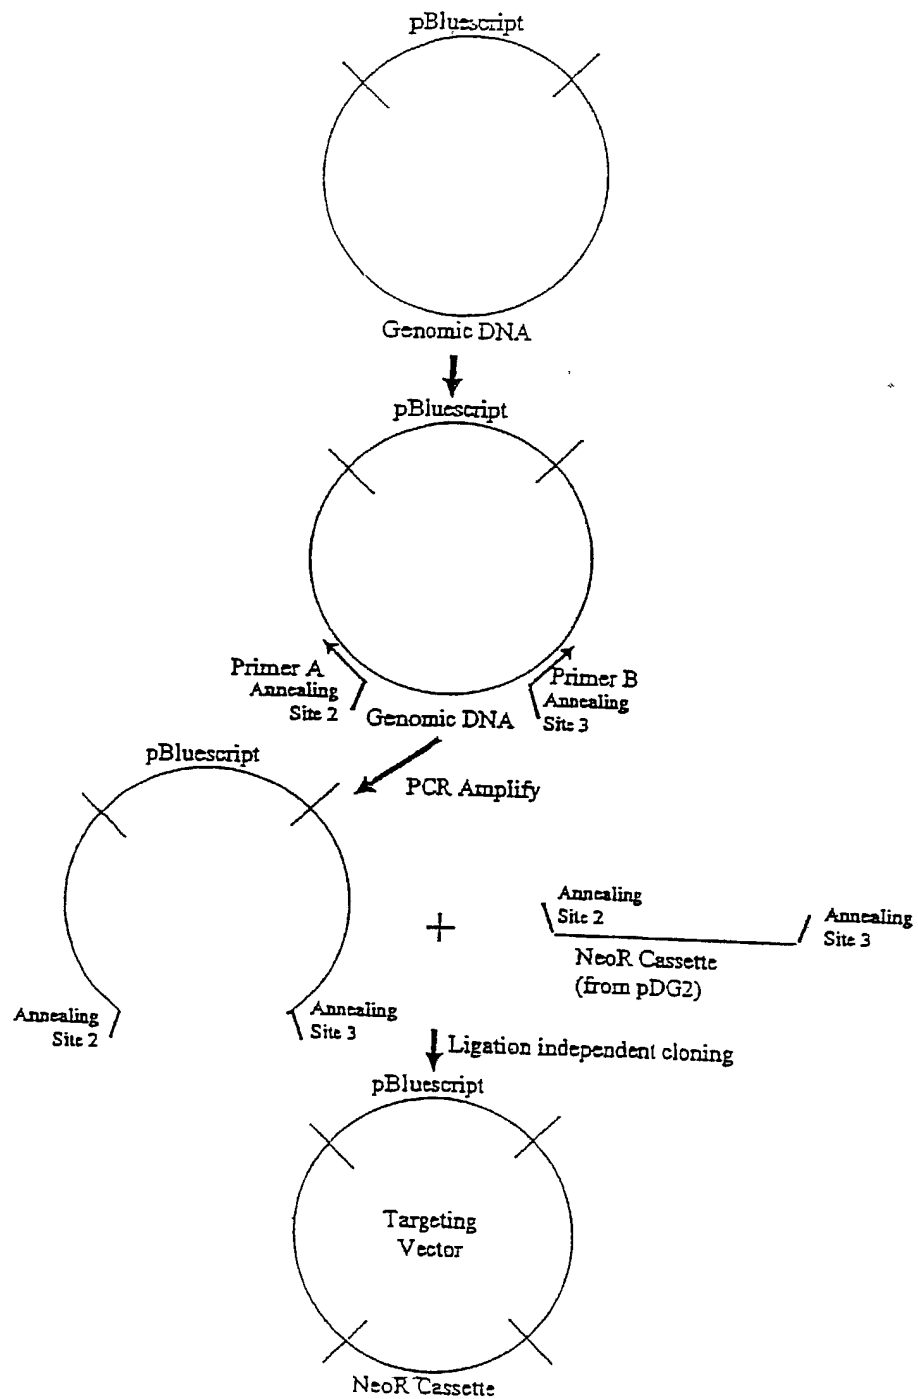 pBluescript
Genomic DNA
pBluescript
Primer A
Annealing
Site 2
Primer B
Annealing
Site 3
Genomic DNA
PCR Amplify
pBluescript
Annealing
Site 2
Annealing
Site 3
+
Annealing
Site 2
Annealing
Site 3
NeoR Cassette
(from pDG2)
Ligation independent cloning
pBluescript
Targeting
Vector
NeoR Cassette